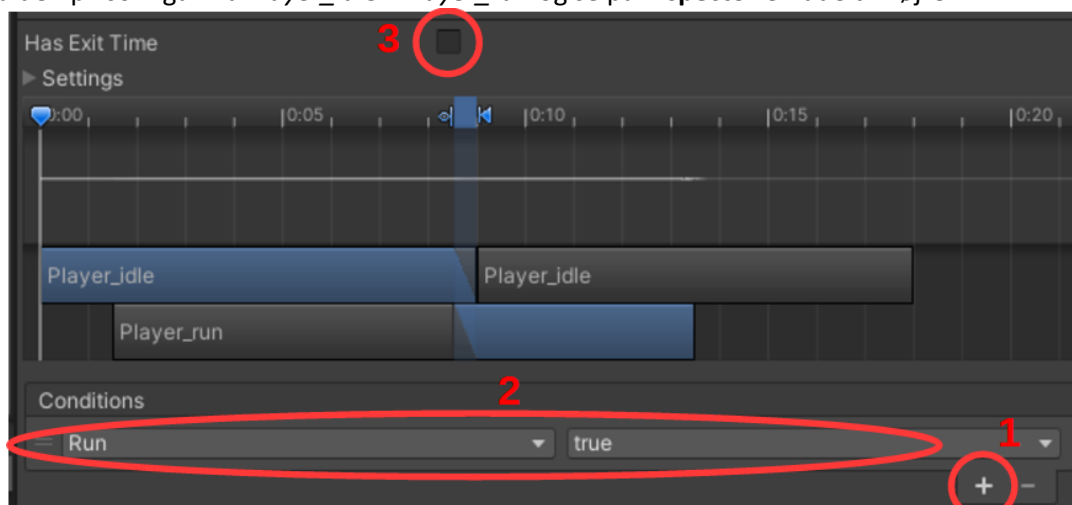 Has Exit Time 3
Settings
0:00 0:05 0:10 0:15 0:20
Player_idle Player_idle
Player_run
Conditions 2
Run true 1
+ −